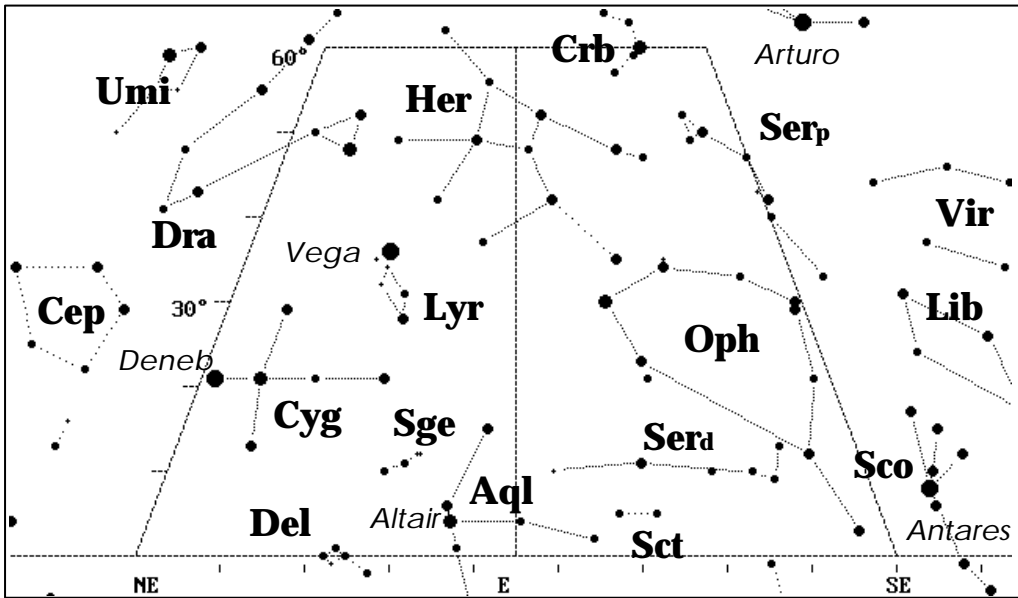 Crb
Arturo
60°
Umi
Her
Serp
Dra
Vir
Vega
Cep
30°
Lyr
Lib
Oph
Deneb
Cyg
Sge
Serd
Sco
Del
Altair
Aql
Sct
Antares
NE
E
SE